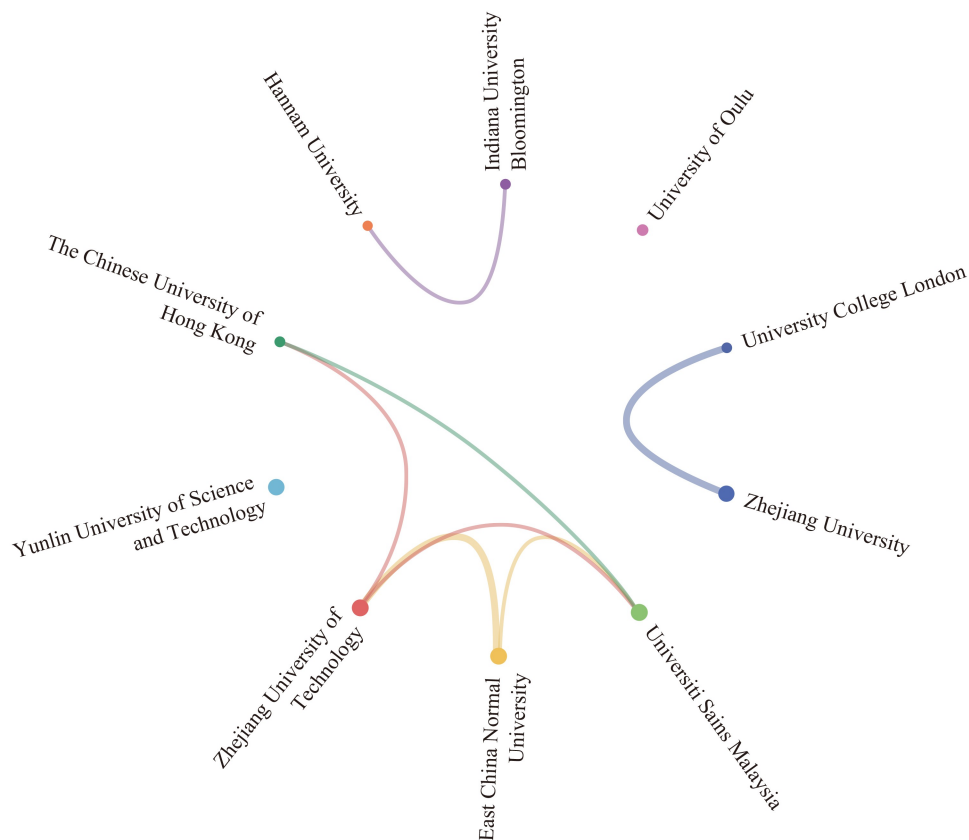 Indiana University
Bloomington
Hannam University
University of Oulu
The Chinese University of
Hong Kong
University College London
Yunlin University of Science
and Technology
Zhejiang University
Zhejiang University of
Technology
East China Normal
University
Universiti Sains Malaysia